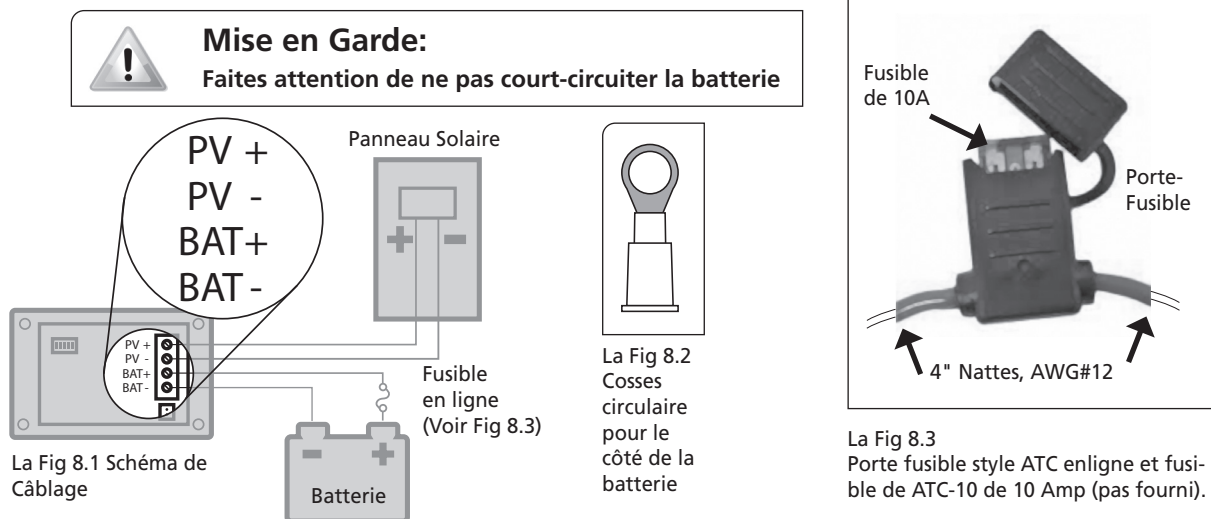 Mise en Garde:
Faites attention de ne pas court-circuiter la batterie
PV +
PV -
BAT+
BAT -
Panneau Solaire
PV +
PV -
BAT+
BAT -
Fusible
en ligne
(Voir Fig 8.3)
Batterie
La Fig 8.1 Schéma de
Câblage
La Fig 8.2
Cosses
circulaire
pour le
côté de la
batterie
Fusible
de 10A
Porte-
Fusible
4" Nattes, AWG#12
La Fig 8.3
Porte fusible style ATC enligne et fusi-
ble de ATC-10 de 10 Amp (pas fourni).